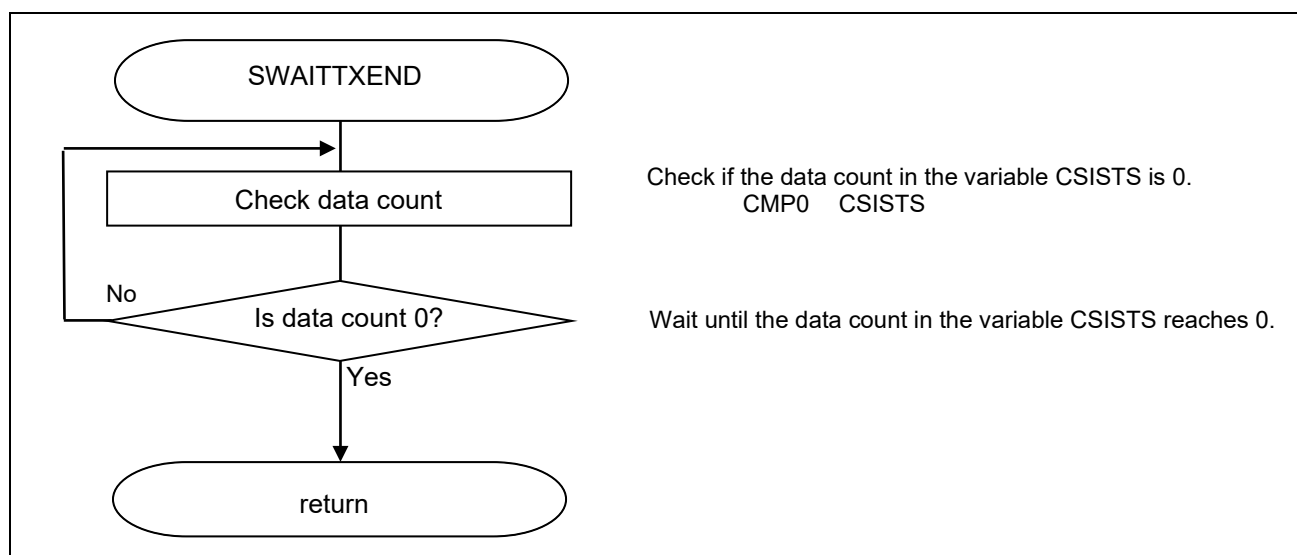 SWAITTXEND
Check data count
Check if the data count in the variable CSISTS is 0.
CMP0 CSISTS
No
Is data count 0?
Wait until the data count in the variable CSISTS reaches 0.
Yes
return